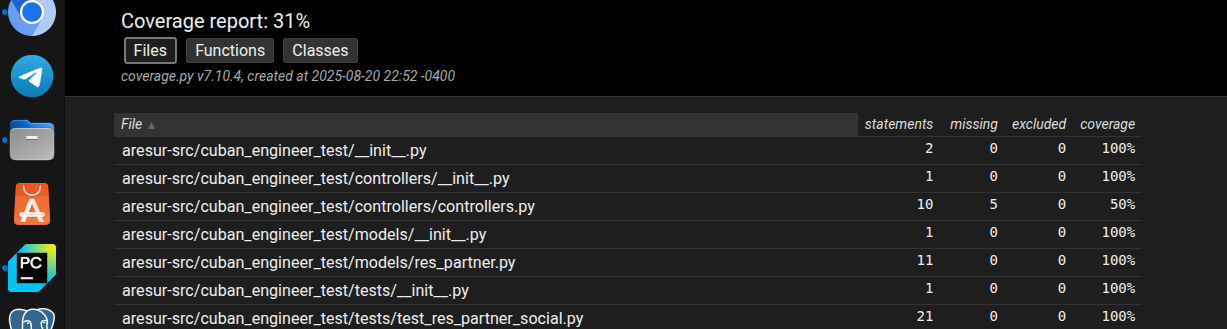 Coverage report: 31%
Files Functions Classes
coverage.py v7.10.4, created at 2025-08-20 22:52 -0400
File ▲ statements missing excluded coverage
aresur-src/cuban_engineer_test/__init__.py 2 0 0 100%
aresur-src/cuban_engineer_test/controllers/__init__.py 1 0 0 100%
aresur-src/cuban_engineer_test/controllers/controllers.py 10 5 0 50%
aresur-src/cuban_engineer_test/models/__init__.py 1 0 0 100%
aresur-src/cuban_engineer_test/models/res_partner.py 11 0 0 100%
aresur-src/cuban_engineer_test/tests/__init__.py 1 0 0 100%
PC
aresur-src/cuban_engineer_test/tests/test_res_partner_social.py 21 0 0 100%